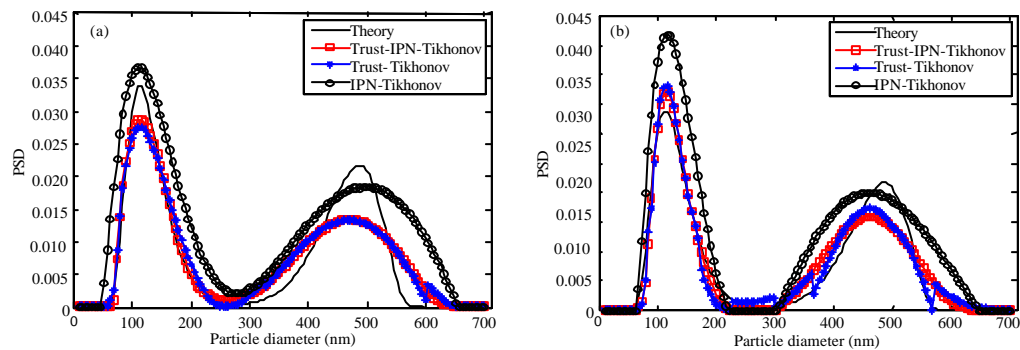 (a)
Theory
Trust-IPN-Tikhonov
Trust-Tikhonov
IPN-Tikhonov
0.045
0.040
0.035
0.030
0.025
0.020
0.015
0.010
0.005
0
PSD
0 100 200 300 400 500 600 700
Particle diameter (nm)
(b)
Theory
Trust-IPN-Tikhonov
Trust- Tikhonov
IPN-Tikhonov
0.045
0.040
0.035
0.030
0.025
0.020
0.015
0.010
0.005
0
PSD
0 100 200 300 400 500 600 700
Particle diameter (nm)